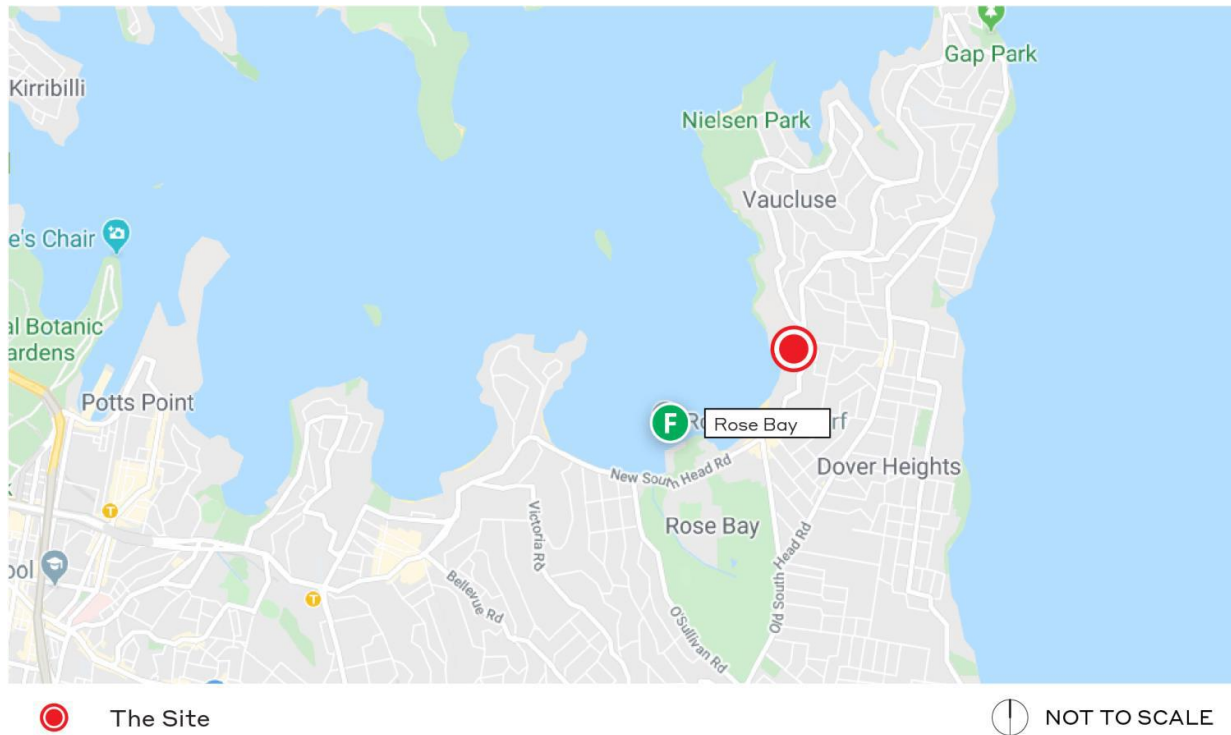 Gap Park
Kirribilli
Nielsen Park
Vaucluse
e's Chair
al Botanic
ardens
Potts Point
F
Rose Bay
rf
New South Head Rd
Dover Heights
Rose Bay
Victoria Rd
Old South Head Rd
T
ool
Bellevue Rd
T
O'Sullivan Rd
The Site
NOT TO SCALE